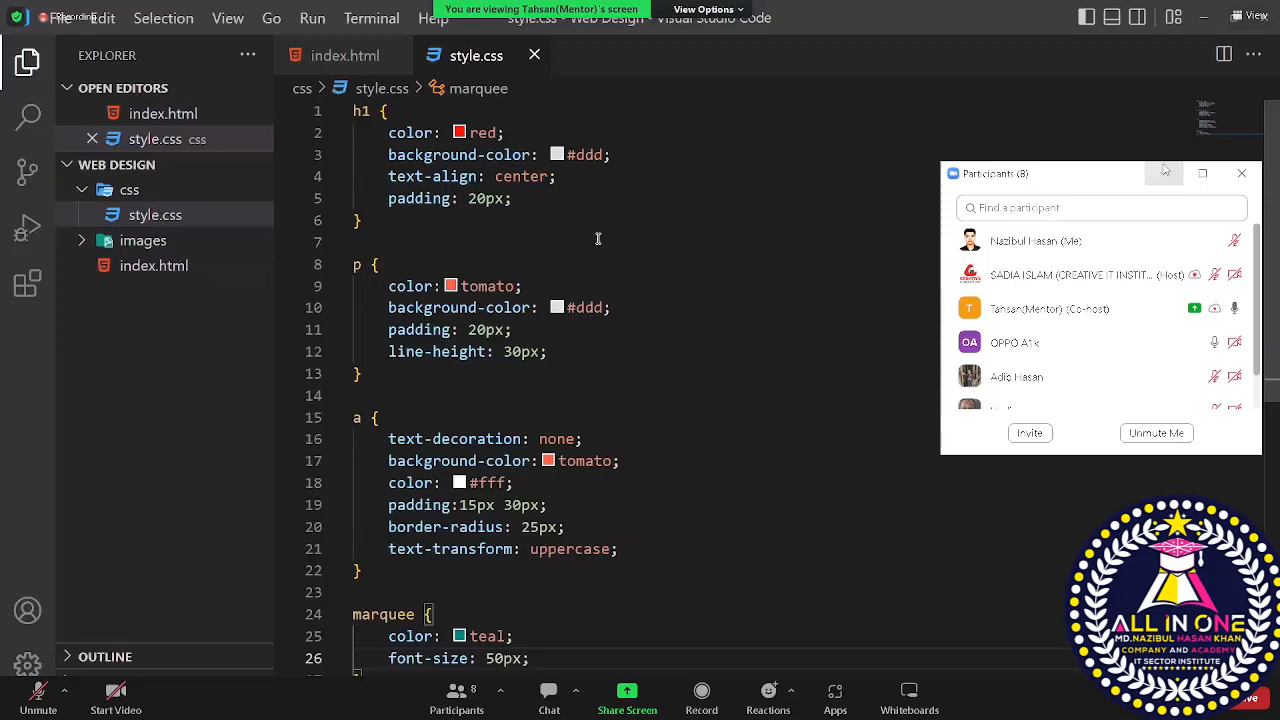 You are viewing Tahsan(Mentor)'s screen
View Options
style.css - Web Design - Visual Studio Code
View
EXPLORER
index.html
style.css
OPEN EDITORS
index.html
style.css css
WEB DESIGN
css
style.css
images
index.html
OUTLINE
css > style.css > marquee
1 h1 {
2 color: red;
3 background-color: #ddd;
4 text-align: center;
5 padding: 20px;
6 }
7
8 p {
9 color: tomato;
10 background-color: #ddd;
11 padding: 20px;
12 line-height: 30px;
13 }
14
15 a {
16 text-decoration: none;
17 background-color: tomato;
18 color: #fff;
19 padding:15px 30px;
20 border-radius: 25px;
21 text-transform: uppercase;
22 }
23
24 marquee {
25 color: teal;
26 font-size: 50px;
Participants (8)
Find a participant
Nazibul Hasan (Me)
SADIA ISLAM (CREATIVE IT INSTIT... (Host)
T Tahsan(Mentor) (Co-host)
OA OPPO A1k
Adib Hasan
Invite
Unmute Me
ALL IN ONE
MD.NAZIBUL HASAN KHAN
COMPANY AND ACADEMY
IT SECTOR INSTITUTE
Unmute
Start Video
Participants
8
Chat
Share Screen
Record
Reactions
Apps
Whiteboards